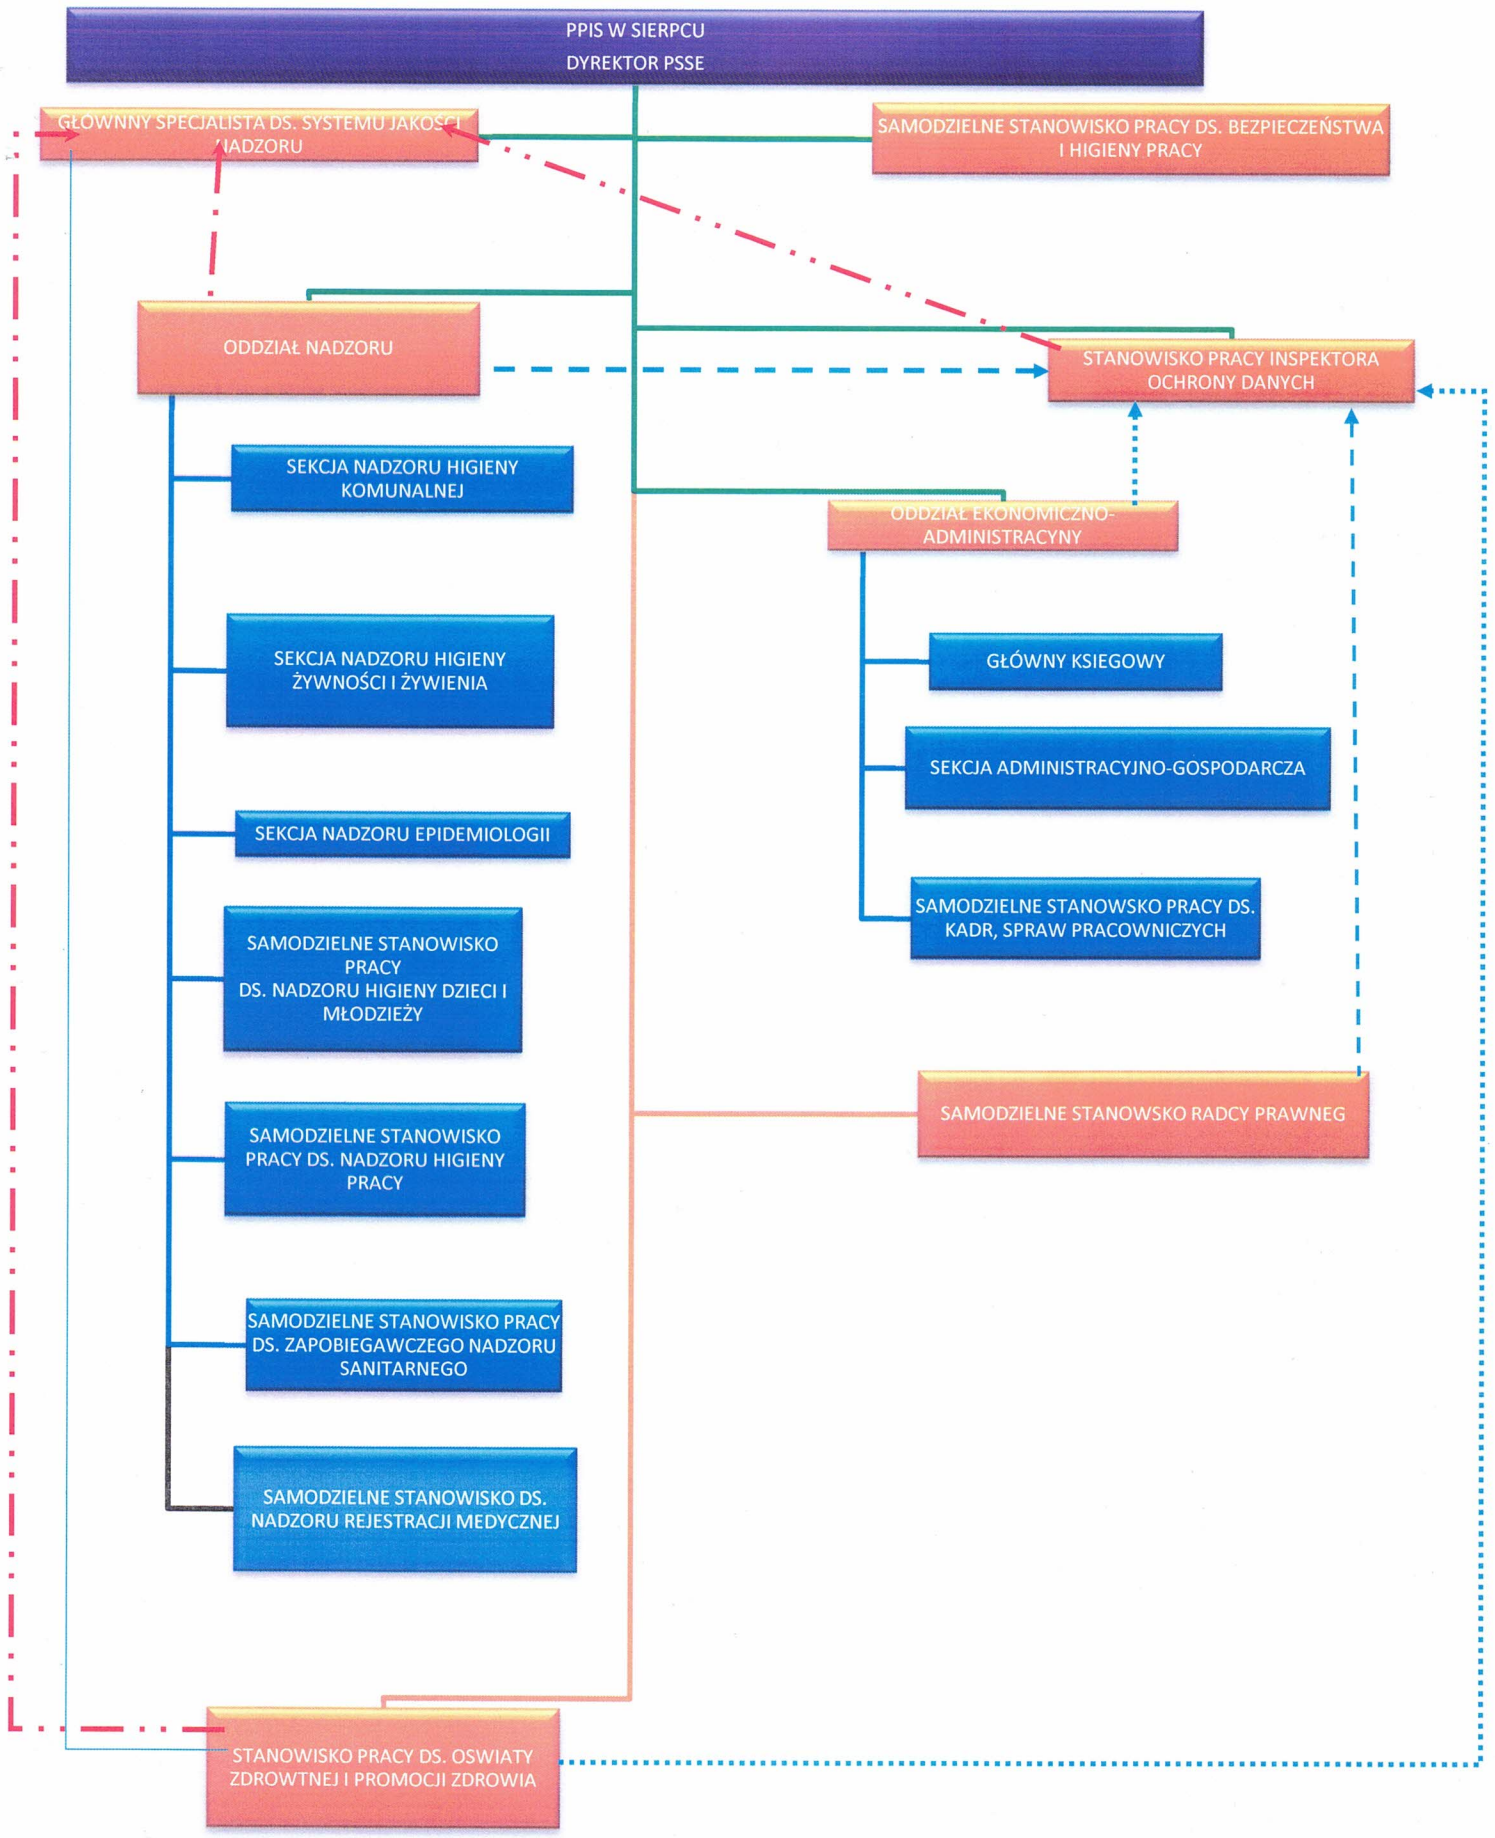 PPIS W SIERPCU
DYREKTOR PSSE
GŁOWNNY SPECJALISTA DS. SYSTEMU JAKOŚCI
NADZORU
SAMODZIELNE STANOWISKO PRACY DS. BEZPIECZEŃSTWA
I HIGIENY PRACY
ODDZIAŁ NADZORU
STANOWISKO PRACY INSPEKTORA
OCHRONY DANYCH
SEKCJA NADZORU HIGIENY
KOMUNALNEJ
ODDZIAŁ EKONOMICZNO-
ADMINISTRACYNY
SEKCJA NADZORU HIGIENY
ŻYWNOŚCI I ŻYWIENIA
GŁÓWNY KSIEGOWY
SEKCJA ADMINISTRACYJNO-GOSPODARCZA
SEKCJA NADZORU EPIDEMIOLOGII
SAMODZIELNE STANOWSKO PRACY DS.
KADR, SPRAW PRACOWNICZYCH
SAMODZIELNE STANOWISKO
PRACY
DS. NADZORU HIGIENY DZIECI I
MŁODZIEŻY
SAMODZIELNE STANOWSKO RADCY PRAWNEG
SAMODZIELNE STANOWISKO
PRACY DS. NADZORU HIGIENY
PRACY
SAMODZIELNE STANOWISKO PRACY
DS. ZAPOBIEGAWCZEGO NADZORU
SANITARNEGO
SAMODZIELNE STANOWISKO DS.
NADZORU REJESTRACJI MEDYCZNEJ
STANOWISKO PRACY DS. OSWIATY
ZDROWTNEJ I PROMOCJI ZDROWIA